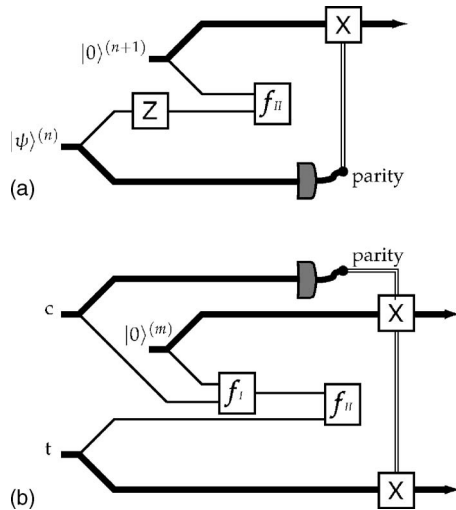 X
|0⟩(n+1)
Z
f_II
|ψ⟩(n)
parity
(a)
parity
c
X
|0⟩(m)
f_I
f_II
t
X
(b)